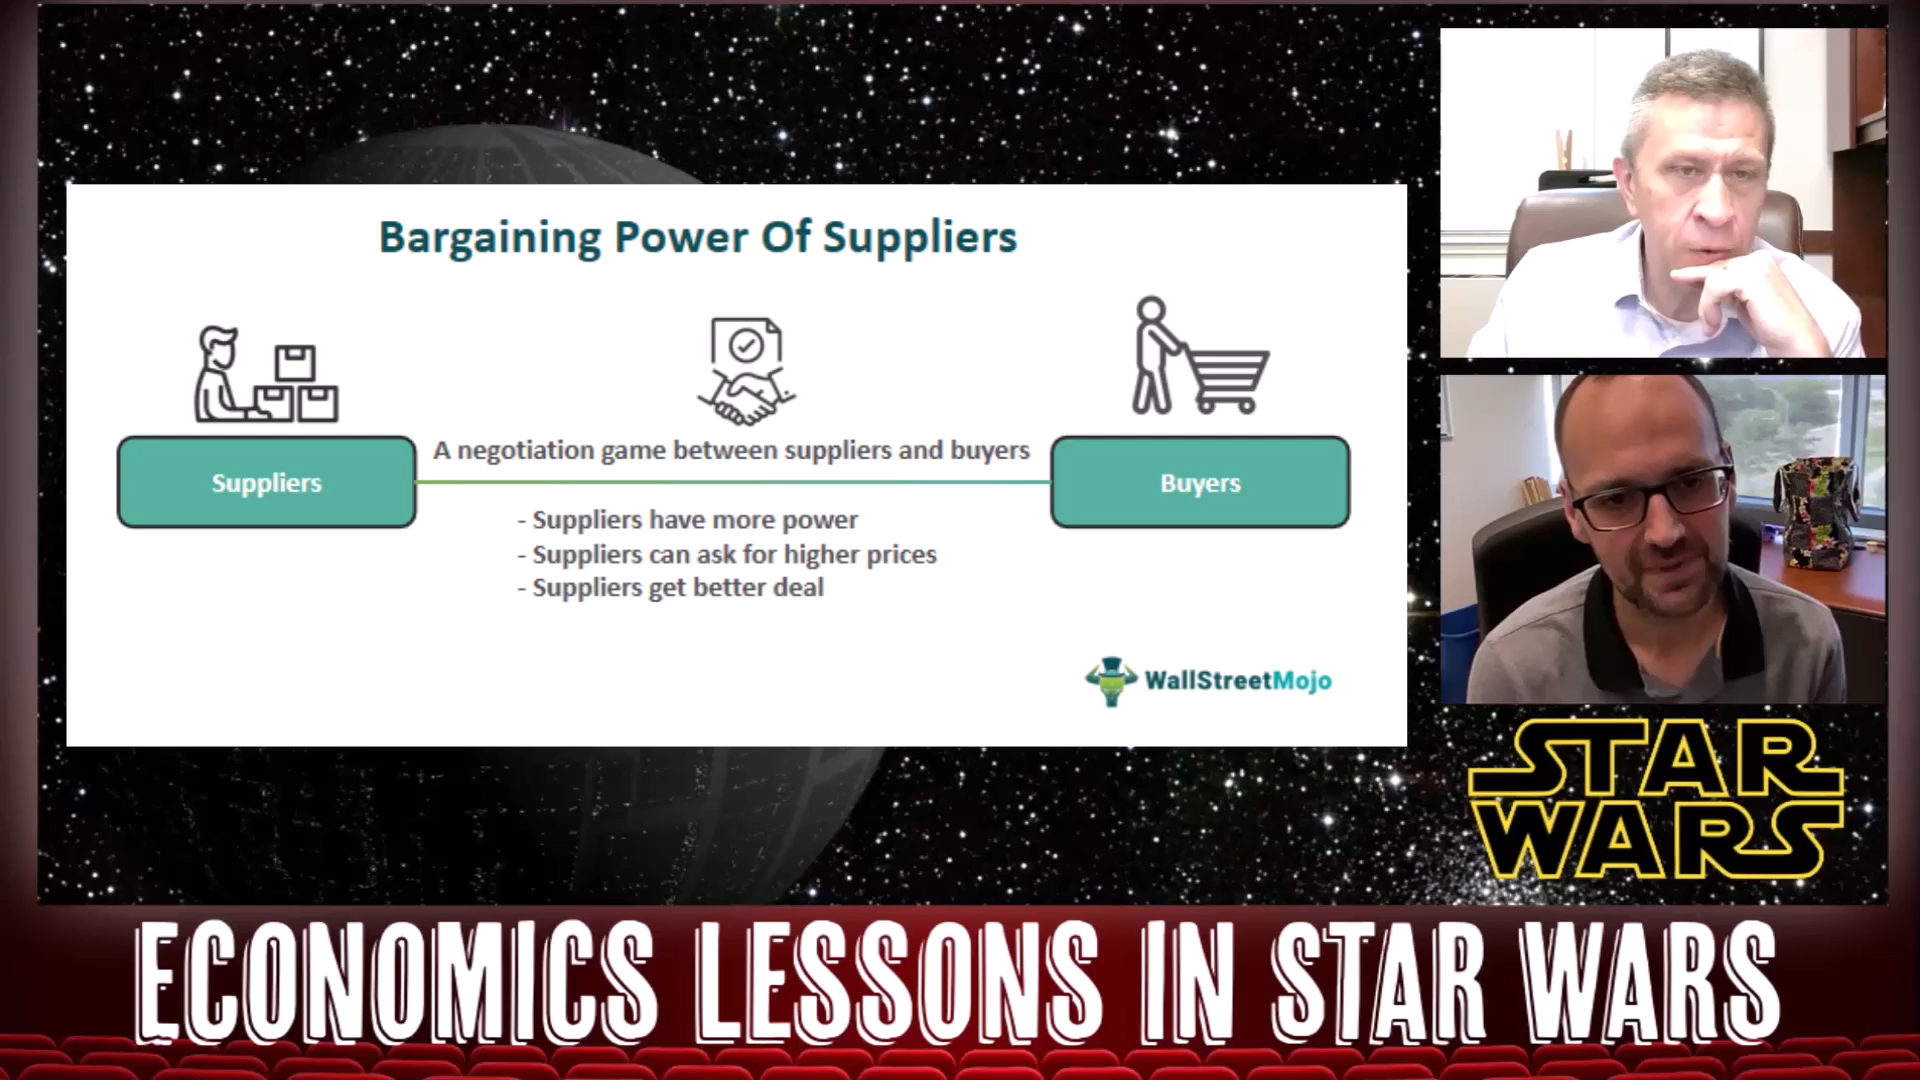 Bargaining Power Of Suppliers
A negotiation game between suppliers and buyers
Suppliers
Buyers
- Suppliers have more power
- Suppliers can ask for higher prices
- Suppliers get better deal
WallStreetMojo
STAR
WARS
ECONOMICS LESSONS IN STAR WARS